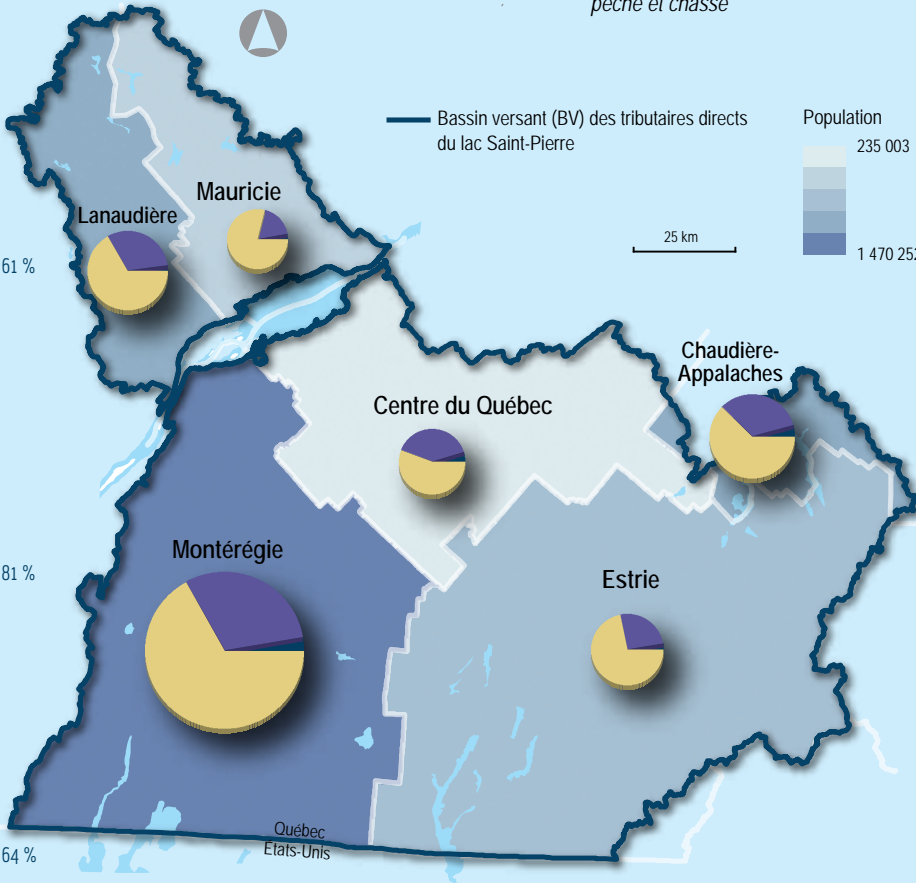 pêche et chasse
Bassin versant (BV) des tributaires directs
du lac Saint-Pierre
Population
235 003
1 470 252
25 km
Mauricie
Lanaudière
61 %
Chaudière-
Appalaches
Centre du Québec
Montérégie
81 %
Estrie
Québec
États-Unis
64 %